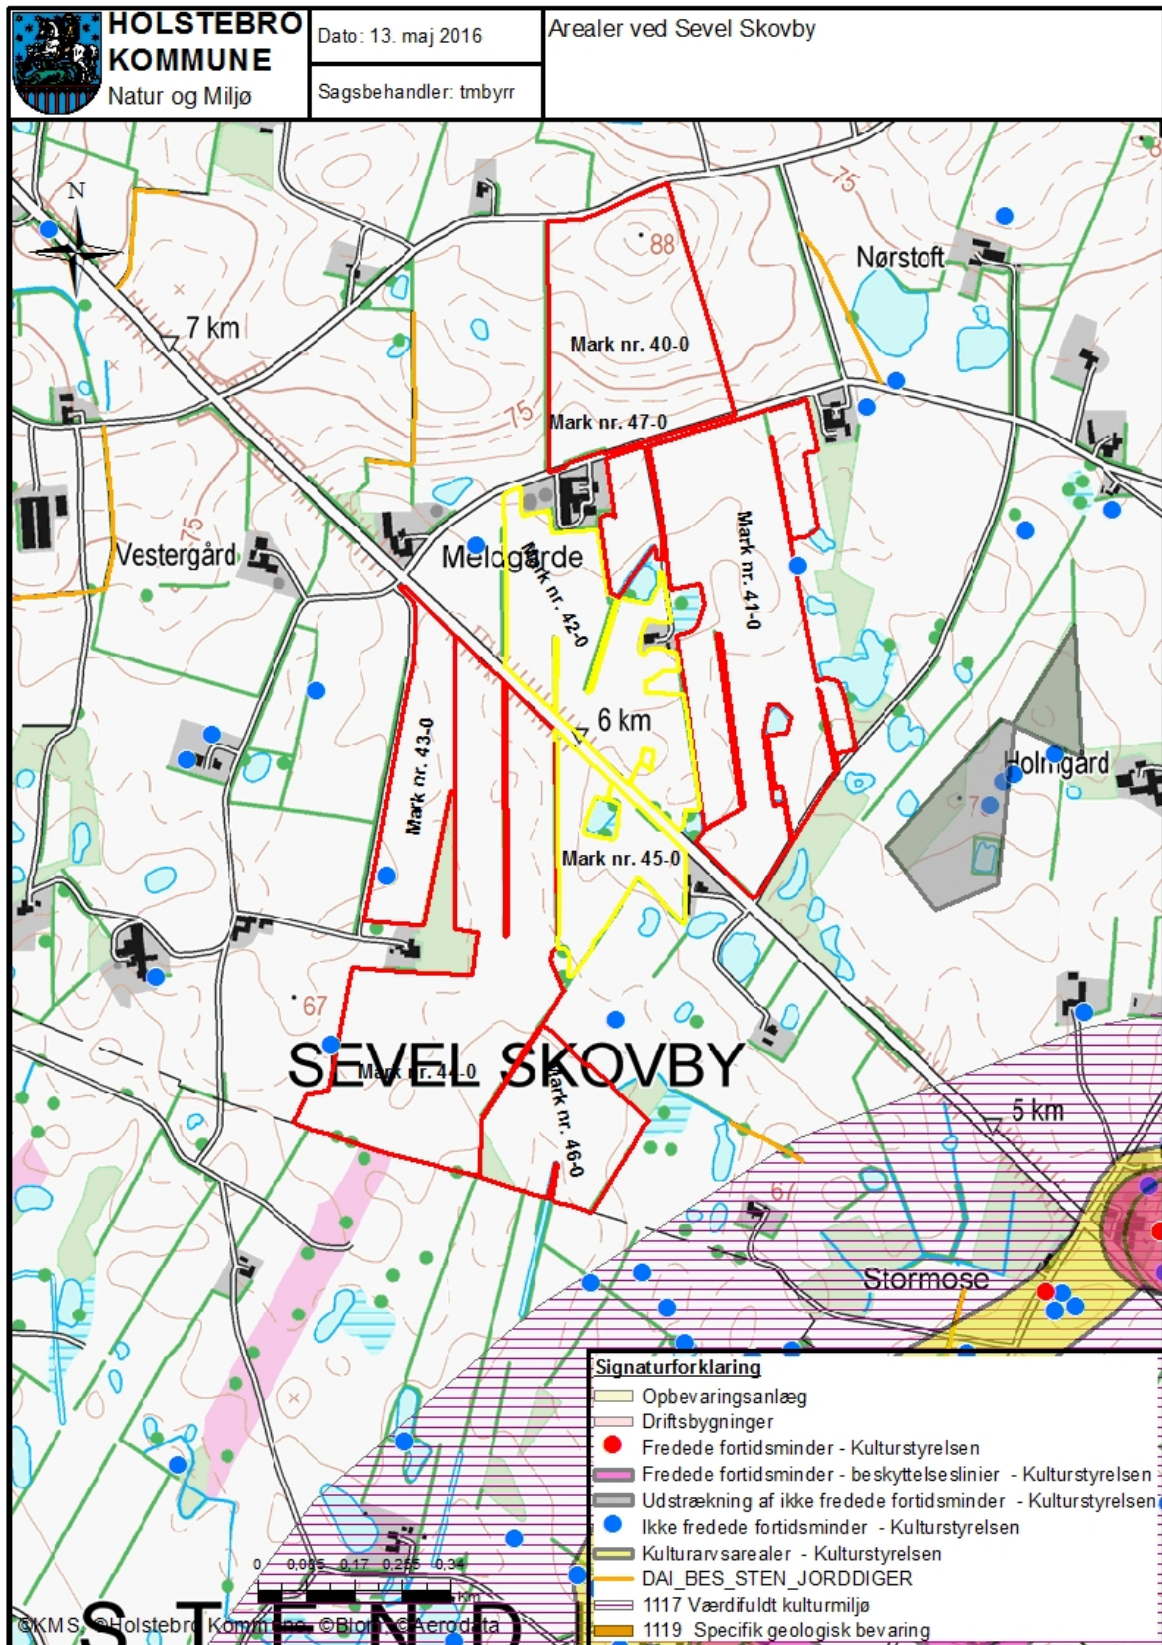 HOLSTEBRO
KOMMUNE
Natur og Miljø
Dato: 13. maj 2016
Sagsbehandler: tmbyrr
Arealer ved Sevel Skovby
N
75
88
Nørstoft
7 km
Mark nr. 40-0
75
Mark nr. 47-0
75
Vestergård
Meldgårde
Mark nr. 42-0
Mark nr. 41-0
6 km
Mark nr. 43-0
Holmgård
7
Mark nr. 45-0
67
SEVEL SKOVBY
Mark nr. 44-0
Mark nr. 46-0
5 km
67
Stormose
Signaturforklaring
Opbevaringsanlæg
Driftsbygninger
Fredede fortidsminder - Kulturstyrelsen
Fredede fortidsminder - beskyttelseslinier - Kulturstyrelsen
Udstrækning af ikke fredede fortidsminder - Kulturstyrelsen
Ikke fredede fortidsminder - Kulturstyrelsen
Kulturarvsarealer - Kulturstyrelsen
DAI_BES_STEN_JORDDIGER
1117 Værdifuldt kulturmiljø
1119 Specifik geologisk bevaring
0 0,085 0,17 0,255 0,34
Km
©KMS, ©Holstebro Kommune, ©Blom, ©Aerodata
S T E N D